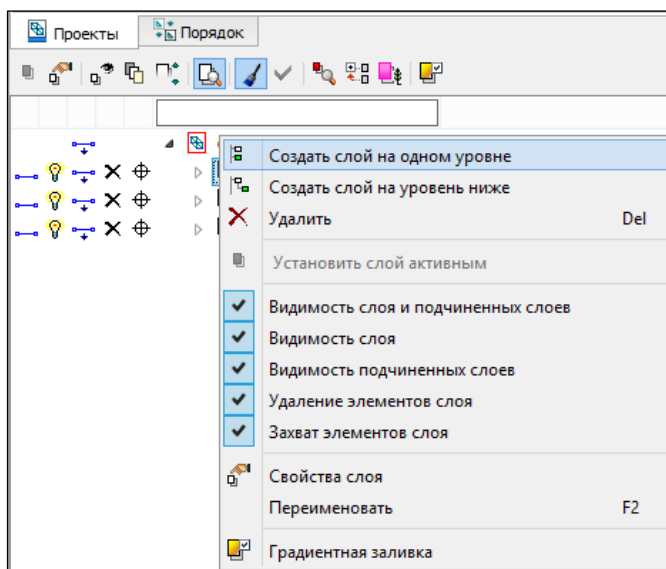 Проекты
Порядок
Создать слой на одном уровне
Создать слой на уровень ниже
Удалить Del
Установить слой активным
Видимость слоя и подчиненных слоев
Видимость слоя
Видимость подчиненных слоев
Удаление элементов слоя
Захват элементов слоя
Свойства слоя
Переименовать F2
Градиентная заливка